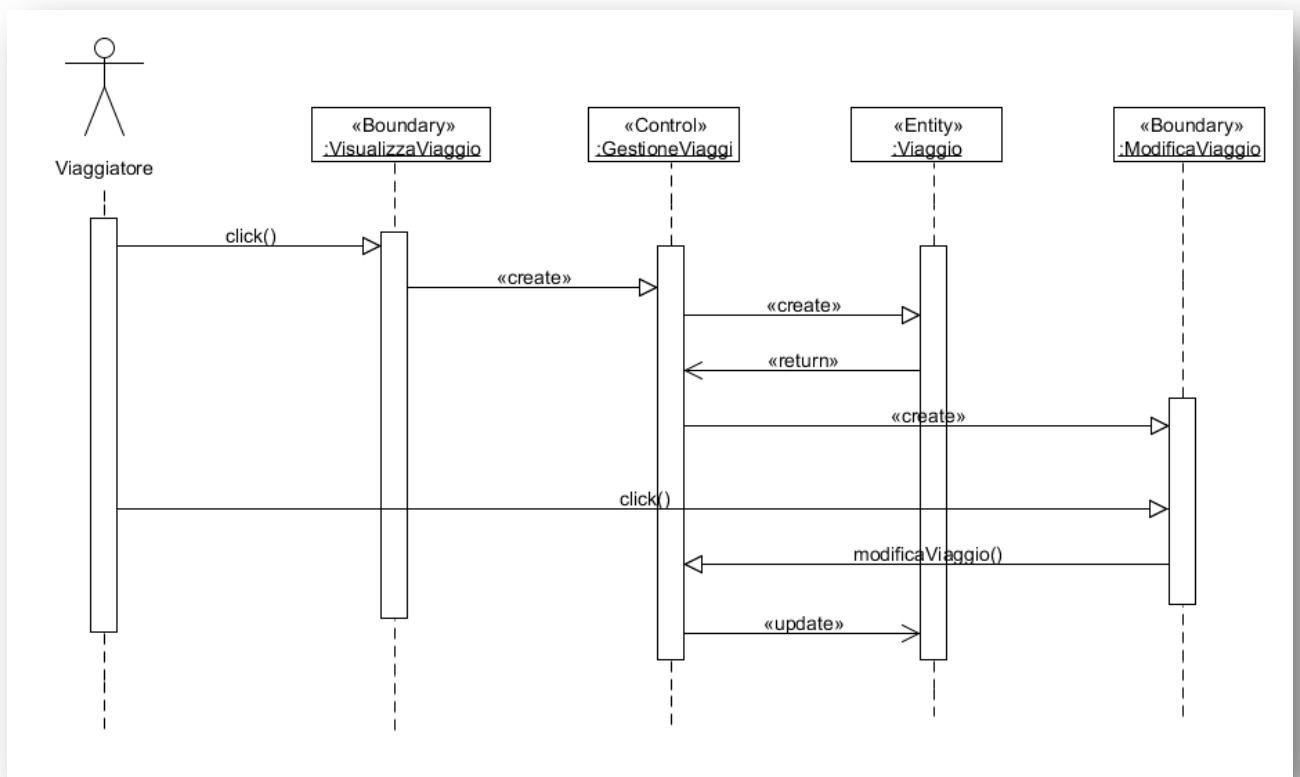 «Boundary»
:VisualizzaViaggio
«Control»
:GestioneViaggi
«Entity»
:Viaggio
«Boundary»
:ModificaViaggio
Viaggiatore
click()
«create»
«create»
«return»
«create»
click()
modificaViaggio()
«update»